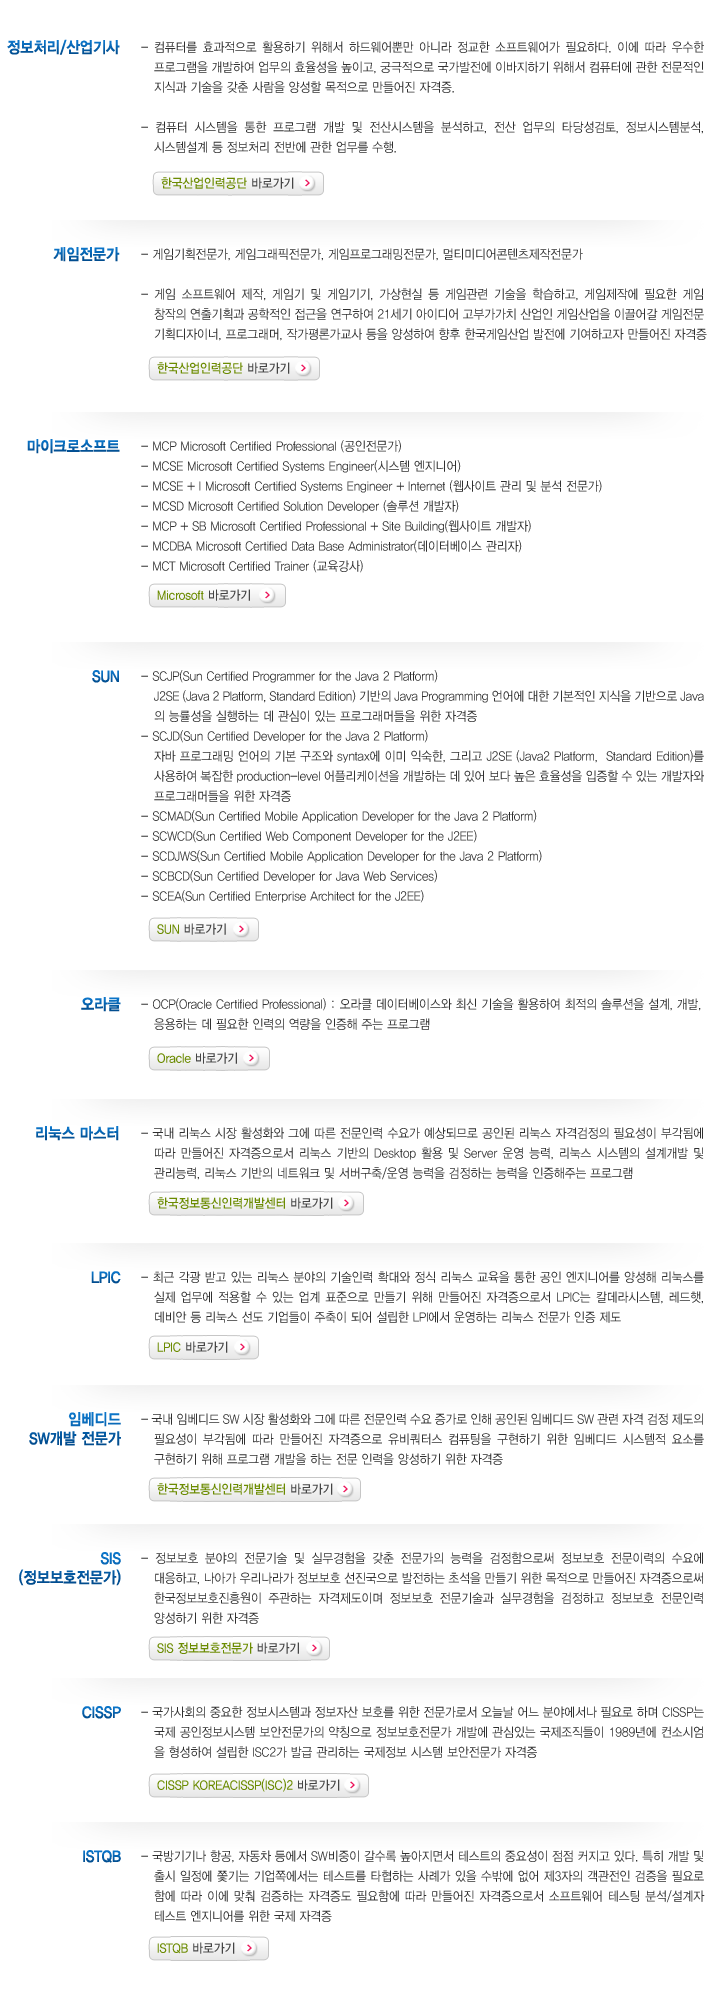 정보처리/산업기사
- 컴퓨터를 효과적으로 활용하기 위해서 하드웨어뿐만 아니라 정교한 소프트웨어가 필요하다. 이에 따라 우수한
프로그램을 개발하여 업무의 효율성을 높이고, 궁극적으로 국가발전에 이바지하기 위해서 컴퓨터에 관한 전문적인
지식과 기술을 갖춘 사람을 양성할 목적으로 만들어진 자격증.
- 컴퓨터 시스템을 통한 프로그램 개발 및 전산시스템을 분석하고, 전산 업무의 타당성검토, 정보시스템분석,
시스템설계 등 정보처리 전반에 관한 업무를 수행.
한국산업인력공단 바로가기
게임전문가
- 게임기획전문가, 게임그래픽전문가, 게임프로그래밍전문가, 멀티미디어콘텐츠제작전문가
- 게임 소프트웨어 제작, 게임기 및 게임기기, 가상현실 등 게임관련 기술을 학습하고, 게임제작에 필요한 게임
창작의 연출기획과 공학적인 접근을 연구하여 21세기 아이디어 고부가가치 산업인 게임산업을 이끌어갈 게임전문
기획디자이너, 프로그래머, 작가평론가교사 등을 양성하여 향후 한국게임산업 발전에 기여하고자 만들어진 자격증
한국산업인력공단 바로가기
마이크로소프트
- MCP Microsoft Certified Professional (공인전문가)
- MCSE Microsoft Certified Systems Engineer(시스템 엔지니어)
- MCSE + I Microsoft Certified Systems Engineer + Internet (웹사이트 관리 및 분석 전문가)
- MCSD Microsoft Certified Solution Developer (솔루션 개발자)
- MCP + SB Microsoft Certified Professional + Site Building(웹사이트 개발자)
- MCDBA Microsoft Certified Data Base Administrator(데이터베이스 관리자)
- MCT Microsoft Certified Trainer (교육강사)
Microsoft 바로가기
SUN
- SCJP(Sun Certified Programmer for the Java 2 Platform)
J2SE (Java 2 Platform, Standard Edition) 기반의 Java Programming 언어에 대한 기본적인 지식을 기반으로 Java
의 능률성을 실행하는 데 관심이 있는 프로그래머들을 위한 자격증
- SCJD(Sun Certified Developer for the Java 2 Platform)
자바 프로그래밍 언어의 기본 구조와 syntax에 이미 익숙한, 그리고 J2SE (Java2 Platform, Standard Edition)를
사용하여 복잡한 production-level 어플리케이션을 개발하는 데 있어 보다 높은 효율성을 입증할 수 있는 개발자와
프로그래머들을 위한 자격증
- SCMAD(Sun Certified Mobile Application Developer for the Java 2 Platform)
- SCWCD(Sun Certified Web Component Developer for the J2EE)
- SCDJWS(Sun Certified Mobile Application Developer for the Java 2 Platform)
- SCBCD(Sun Certified Developer for Java Web Services)
- SCEA(Sun Certified Enterprise Architect for the J2EE)
SUN 바로가기
오라클
- OCP(Oracle Certified Professional) : 오라클 데이터베이스와 최신 기술을 활용하여 최적의 솔루션을 설계, 개발,
응용하는 데 필요한 인력의 역량을 인증해 주는 프로그램
Oracle 바로가기
리눅스 마스터
- 국내 리눅스 시장 활성화와 그에 따른 전문인력 수요가 예상되므로 공인된 리눅스 자격검정의 필요성이 부각됨에
따라 만들어진 자격증으로서 리눅스 기반의 Desktop 활용 및 Server 운영 능력, 리눅스 시스템의 설계개발 및
관리능력, 리눅스 기반의 네트워크 및 서버구축/운영 능력을 검정하는 능력을 인증해주는 프로그램
한국정보통신인력개발센터 바로가기
LPIC
- 최근 각광 받고 있는 리눅스 분야의 기술인력 확대와 정식 리눅스 교육을 통한 공인 엔지니어를 양성해 리눅스를
실제 업무에 적용할 수 있는 업계 표준으로 만들기 위해 만들어진 자격증으로서 LPIC는 칼데라시스템, 레드햇,
데비안 등 리눅스 선도 기업들이 주축이 되어 설립한 LPI에서 운영하는 리눅스 전문가 인증 제도
LPIC 바로가기
임베디드
SW개발 전문가
- 국내 임베디드 SW 시장 활성화와 그에 따른 전문인력 수요 증가로 인해 공인된 임베디드 SW 관련 자격 검정 제도의
필요성이 부각됨에 따라 만들어진 자격증으로 유비쿼터스 컴퓨팅을 구현하기 위한 임베디드 시스템적 요소를
구현하기 위해 프로그램 개발을 하는 전문 인력을 양성하기 위한 자격증
한국정보통신인력개발센터 바로가기
SIS
(정보보호전문가)
- 정보보호 분야의 전문기술 및 실무경험을 갖춘 전문가의 능력을 검정함으로써 정보보호 전문이력의 수요에
대응하고, 나아가 우리나라가 정보보호 선진국으로 발전하는 초석을 만들기 위한 목적으로 만들어진 자격증으로써
한국정보보호진흥원이 주관하는 자격제도이며 정보보호 전문기술과 실무경험을 검정하고 정보보호 전문인력
양성하기 위한 자격증
SIS 정보보호전문가 바로가기
CISSP
- 국가사회의 중요한 정보시스템과 정보자산 보호를 위한 전문가로서 오늘날 어느 분야에서나 필요로 하며 CISSP는
국제 공인정보시스템 보안전문가의 약칭으로 정보보호전문가 개발에 관심있는 국제조직들이 1989년에 컨소시엄
을 형성하여 설립한 ISC2가 발급 관리하는 국제정보 시스템 보안전문가 자격증
CISSP KOREACISSP(ISC)2 바로가기
ISTQB
- 국방기기나 항공, 자동차 등에서 SW비중이 갈수록 높아지면서 테스트의 중요성이 점점 커지고 있다. 특히 개발 및
출시 일정에 쫓기는 기업쪽에서는 테스트를 타협하는 사례가 있을 수밖에 없어 제3자의 객관전인 검증을 필요로
함에 따라 이에 맞춰 검증하는 자격증도 필요함에 따라 만들어진 자격증으로서 소프트웨어 테스팅 분석/설계자
테스트 엔지니어를 위한 국제 자격증
ISTQB 바로가기